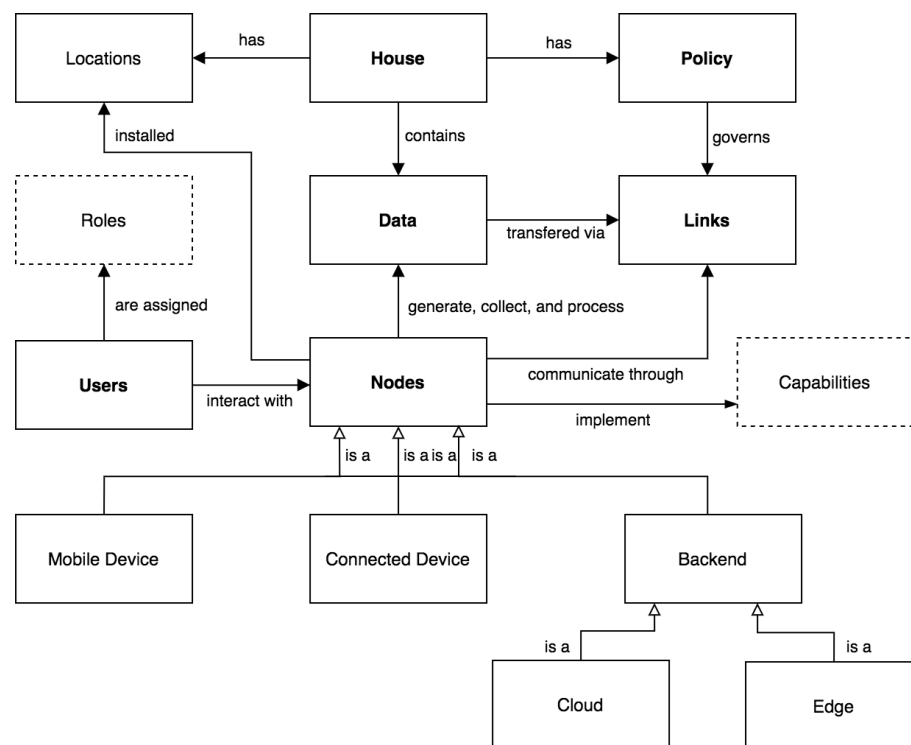 has
has
Locations
House
Policy
installed
contains
governs
Roles
Data
Links
transfered via
are assigned
generate, collect, and process
Users
Nodes
communicate through
Capabilities
interact with
implement
is a
is a
is a
is a
Mobile Device
Connected Device
Backend
is a
is a
Cloud
Edge